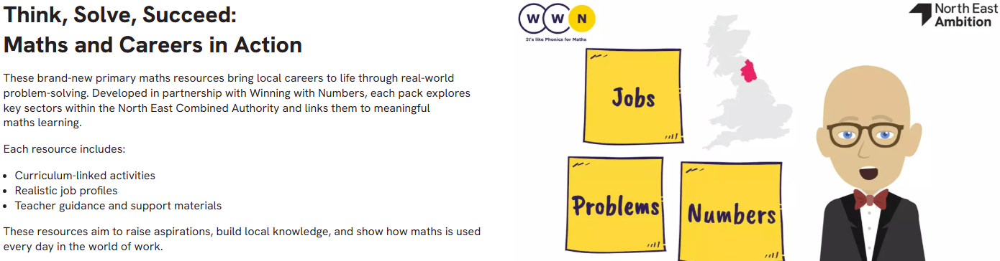 Think, Solve, Succeed:
Maths and Careers in Action
These brand-new primary maths resources bring local careers to life through real-world
problem-solving. Developed in partnership with Winning with Numbers, each pack explores
key sectors within the North East Combined Authority and links them to meaningful
maths learning.
Each resource includes:
• Curriculum-linked activities
• Realistic job profiles
• Teacher guidance and support materials
These resources aim to raise aspirations, build local knowledge, and show how maths is used
every day in the world of work.
W W N
It's like Phonics for Maths
North East
Ambition
Jobs
Problems
Numbers